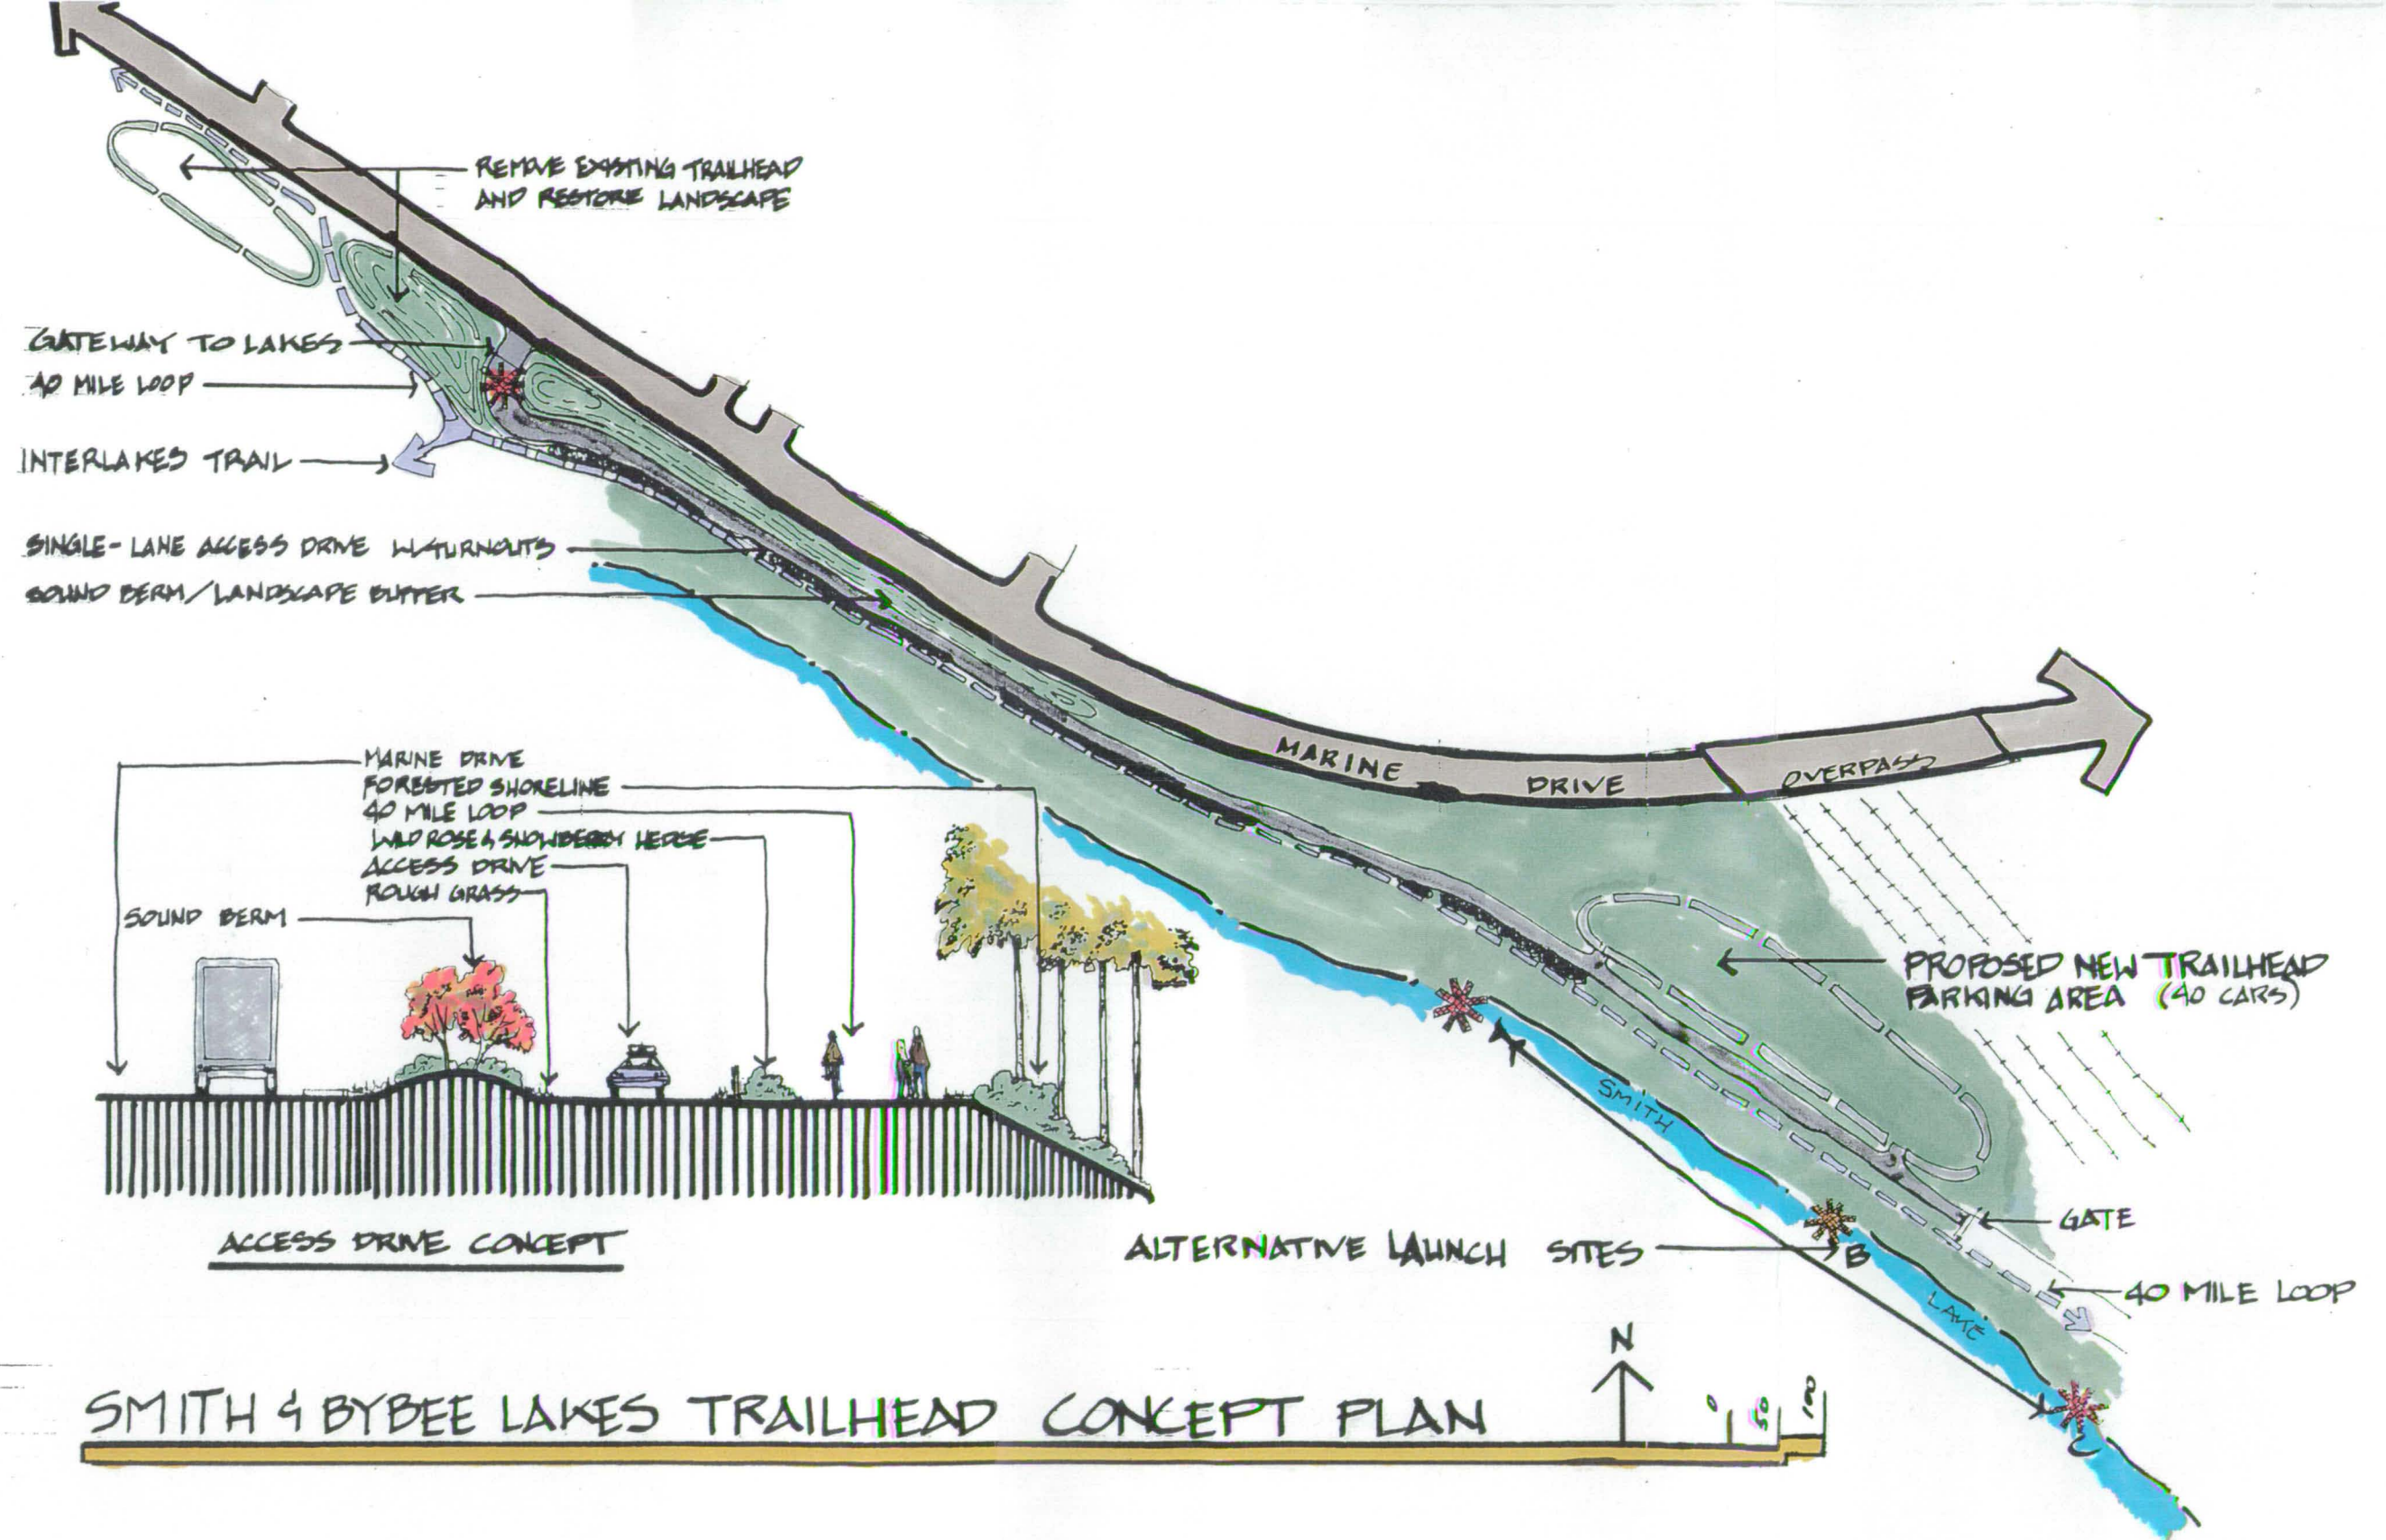 REMOVE EXISTING TRAILHEAD
AND RESTORE LANDSCAPE
GATEWAY TO LAKES
40 MILE LOOP
INTERLAKES TRAIL
SINGLE-LANE ACCESS DRIVE W/TURNOUTS
SOUND BERM/LANDSCAPE BUFFER
MARINE DRIVE
OVERPASS
MARINE DRIVE
FORESTED SHORELINE
40 MILE LOOP
WILD ROSE & SNOWBERRY HEDGE
ACCESS DRIVE
ROUGH GRASS
SOUND BERM
PROPOSED NEW TRAILHEAD
PARKING AREA (40 CARS)
SMITH
LAKE
GATE
ACCESS DRIVE CONCEPT
ALTERNATIVE LAUNCH SITES
B
40 MILE LOOP
N
0 50 100
C
SMITH & BYBEE LAKES TRAILHEAD CONCEPT PLAN